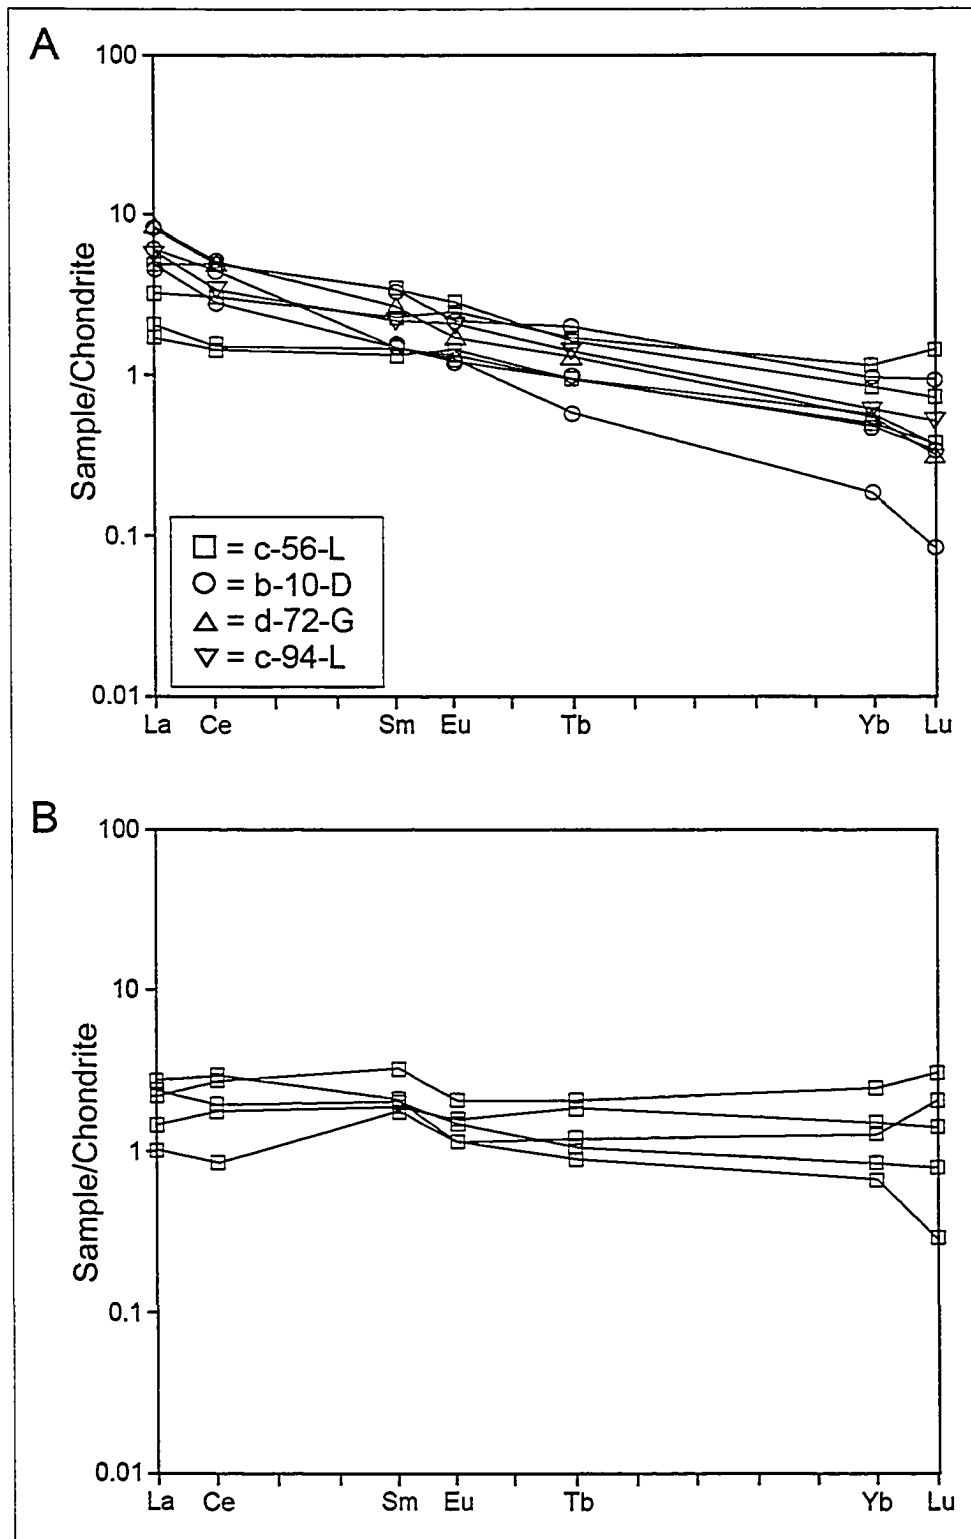 A
100
10
1
0.1
0.01
Sample/Chondrite
□ = c-56-L
○ = b-10-D
△ = d-72-G
▽ = c-94-L
La Ce Sm Eu Tb Yb Lu
B
100
10
1
0.1
0.01
Sample/Chondrite
La Ce Sm Eu Tb Yb Lu